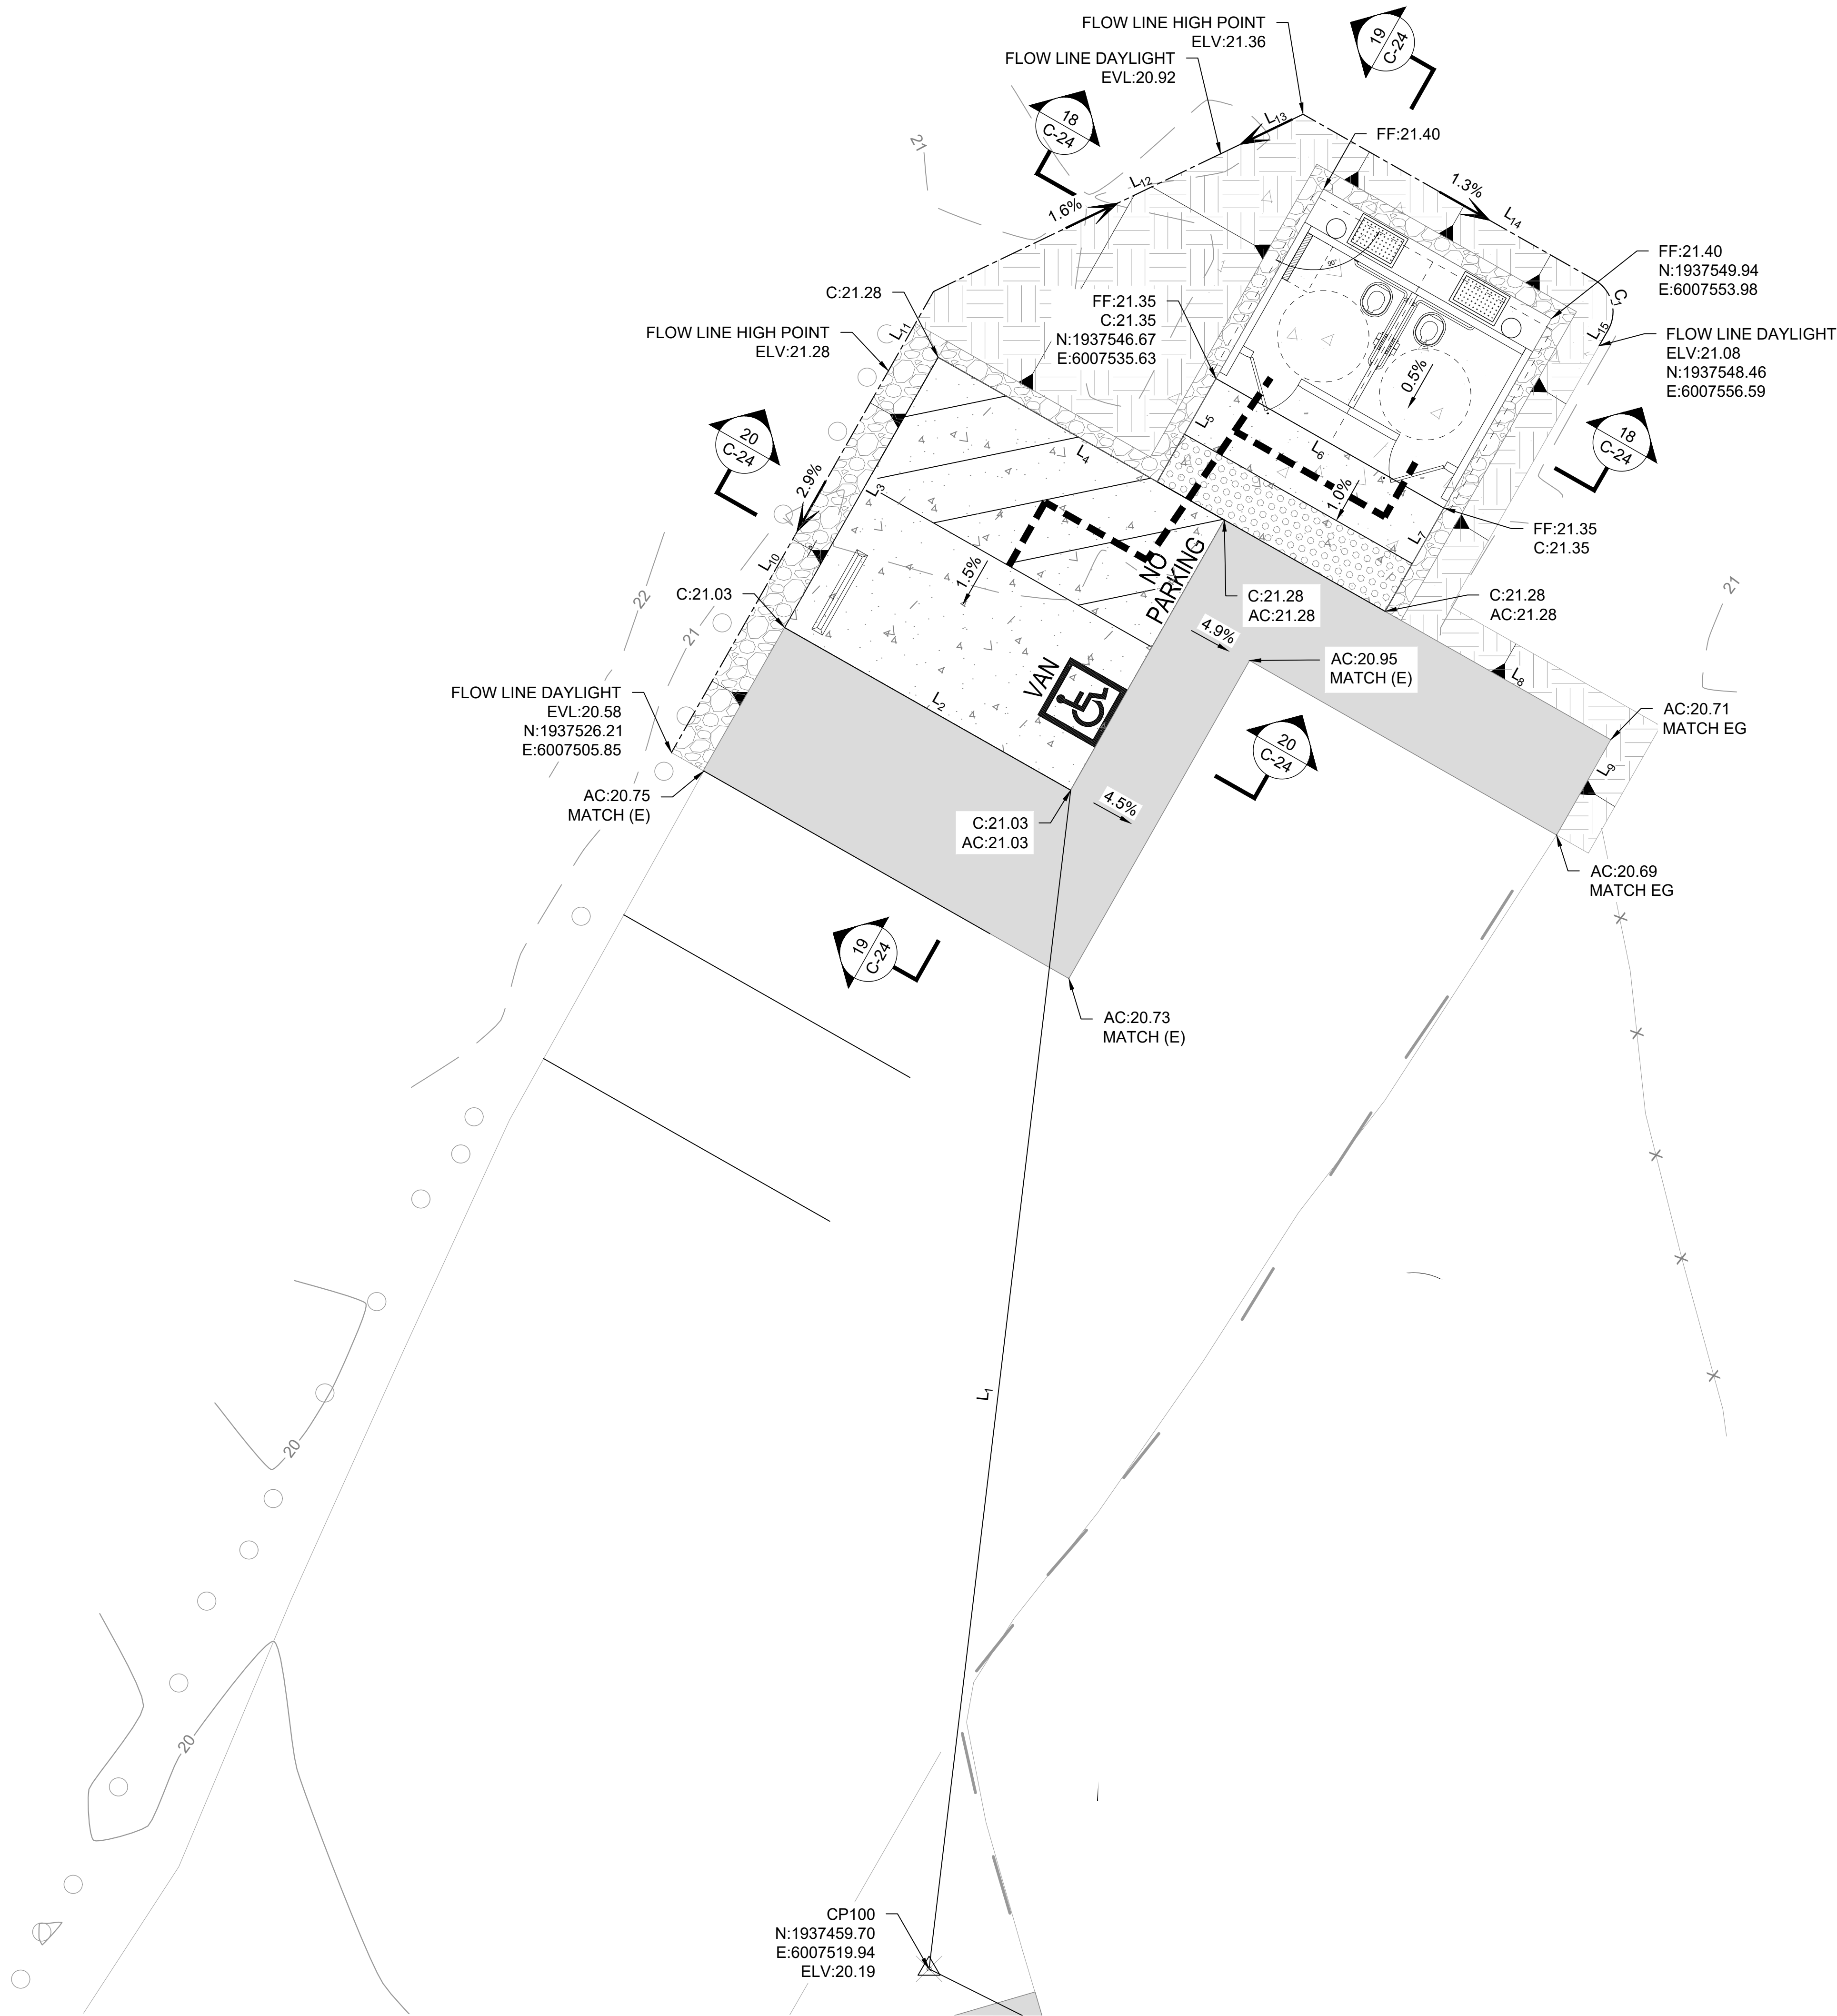 FLOW LINE HIGH POINT
ELV:21.36
FLOW LINE DAYLIGHT
EVL:20.92
19
C-24
18
C-24
L13
FF:21.40
21
L12
1.6%
1.3%
L14
FF:21.40
N:1937549.94
E:6007553.98
C1
L15
FLOW LINE DAYLIGHT
ELV:21.08
N:1937548.46
E:6007556.59
90°
C:21.28
FLOW LINE HIGH POINT
ELV:21.28
L11
FF:21.35
C:21.35
N:1937546.67
E:6007535.63
0.5%
L5
L6
20
C-24
18
C-24
L4
2.9%
L3
1.0%
L7
FF:21.35
C:21.35
NO
PARKING
L10
1.5%
22
21
C:21.03
C:21.28
AC:21.28
C:21.28
AC:21.28
21
4.9%
AC:20.95
MATCH (E)
VAN
L8
L2
FLOW LINE DAYLIGHT
EVL:20.58
N:1937526.21
E:6007505.85
AC:20.71
MATCH EG
20
C-24
L9
AC:20.75
MATCH (E)
4.5%
C:21.03
AC:21.03
AC:20.69
MATCH EG
19
C-24
AC:20.73
MATCH (E)
L1
20
20
CP100
N:1937459.70
E:6007519.94
ELV:20.19